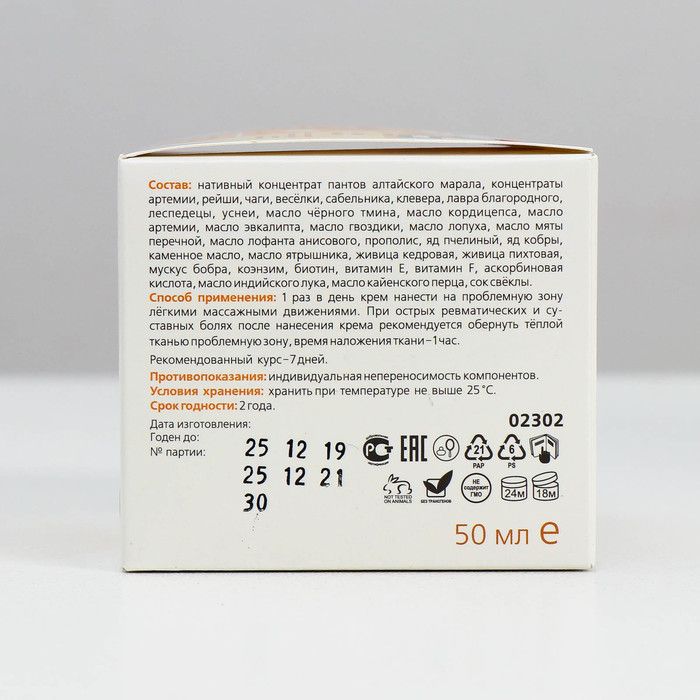 Состав: нативный концентрат пантов алтайского марала, концентраты
артемии, рейши, чаги, весёлки, сабельника, клевера, лавра благородного,
леспедецы, уснеи, масло чёрного тмина, масло кордицепса, масло
артемии, масло эвкалипта, масло гвоздики, масло лопуха, масло мяты
перечной, масло лофанта анисового, прополис, яд пчелиный, яд кобры,
каменное масло, масло ятрышника, живица кедровая, живица пихтовая,
мускус бобра, коэнзим, биотин, витамин Е, витамин F, аскорбиновая
кислота, масло индийского лука, масло кайенского перца, сок свёклы.
Способ применения: 1 раз в день крем нанести на проблемную зону
лёгкими массажными движениями. При острых ревматических и су-
ставных болях после нанесения крема рекомендуется обернуть тёплой
тканью проблемную зону, время наложения ткани – 1 час.
Рекомендованный курс – 7 дней.
Противопоказания: индивидуальная непереносимость компонентов.
Условия хранения: хранить при температуре не выше 25 °С.
Срок годности: 2 года.
02302
Дата изготовления: 25 12 19
Годен до: 25 12 21
№ партии: 30
РСТ ЕАС 21 PAP 6 PS
NOT TESTED ON ANIMALS
БЕЗ ТРАНСГЕНОВ
НЕ СОДЕРЖИТ ГМО
24м 18м
50 мл е